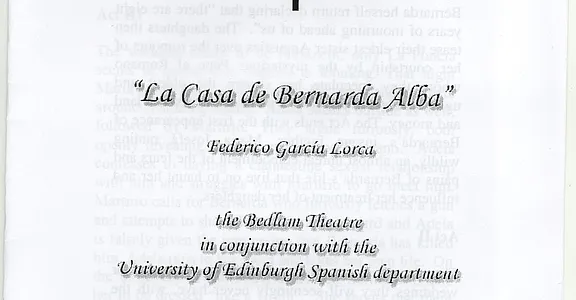 “La Casa de Bernarda Alba”
Federico García Lorca
the Bedlam Theatre
in conjunction with the
University of Edinburgh Spanish department